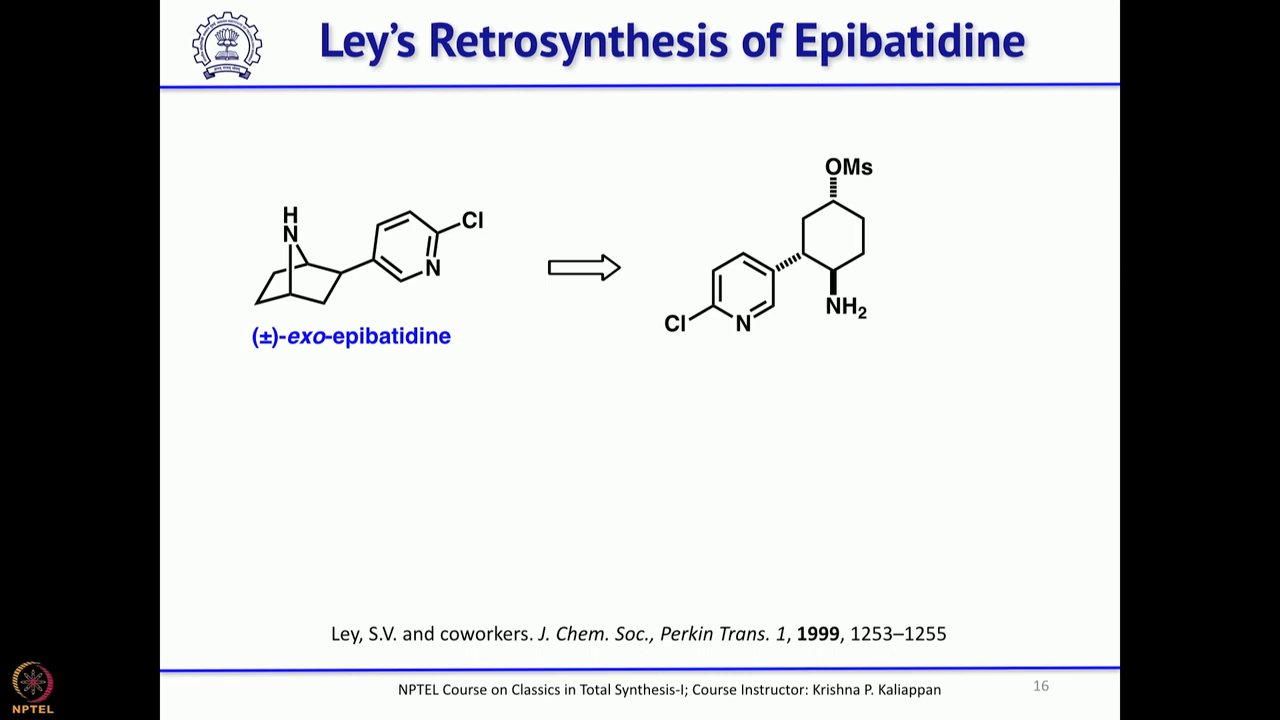 Ley's Retrosynthesis of Epibatidine
OMs
H
N
Cl
N
NH₂
Cl
N
(±)-exo-epibatidine
Ley, S.V. and coworkers. J. Chem. Soc., Perkin Trans. 1, 1999, 1253–1255
NPTEL Course on Classics in Total Synthesis-I; Course Instructor: Krishna P. Kaliappan
16
NPTEL